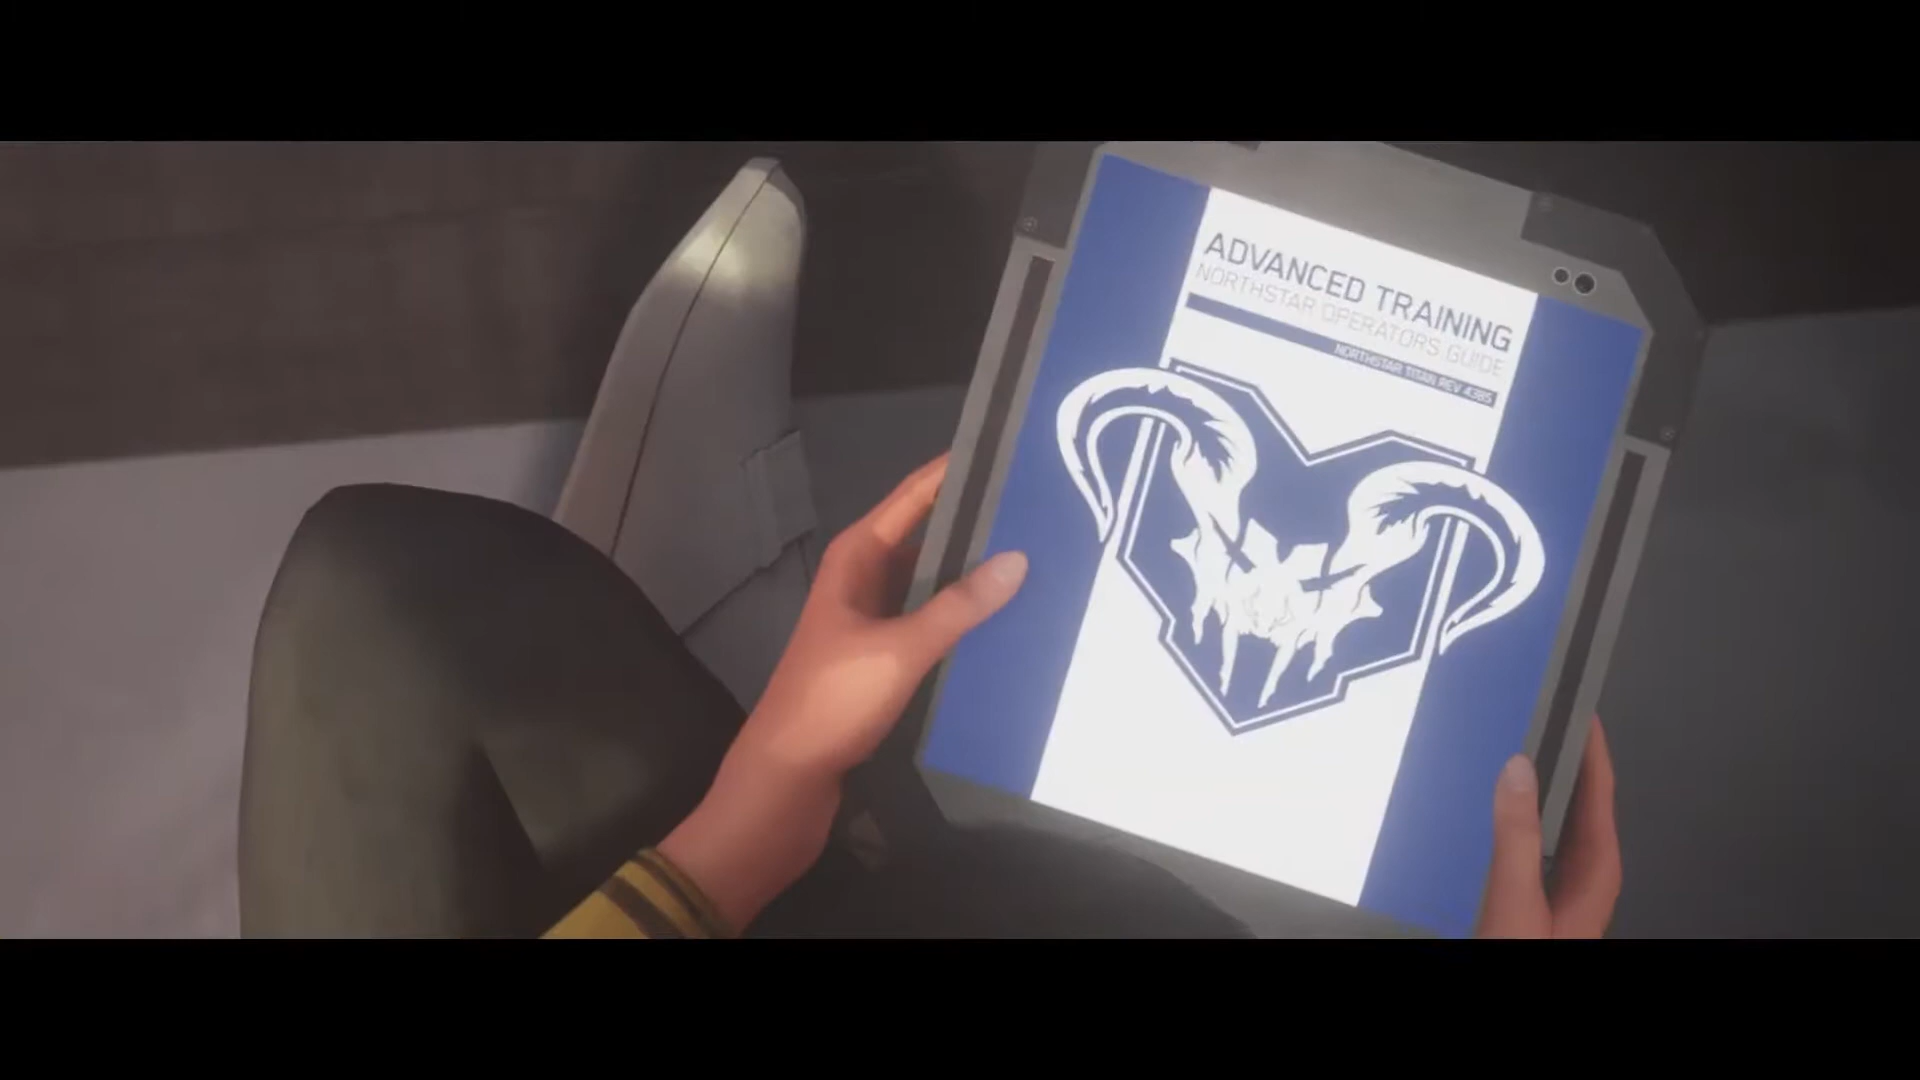 ADVANCED TRAINING
NORTHSTAR OPERATORS GUIDE
NORTHSTAR TITAN REV 4385